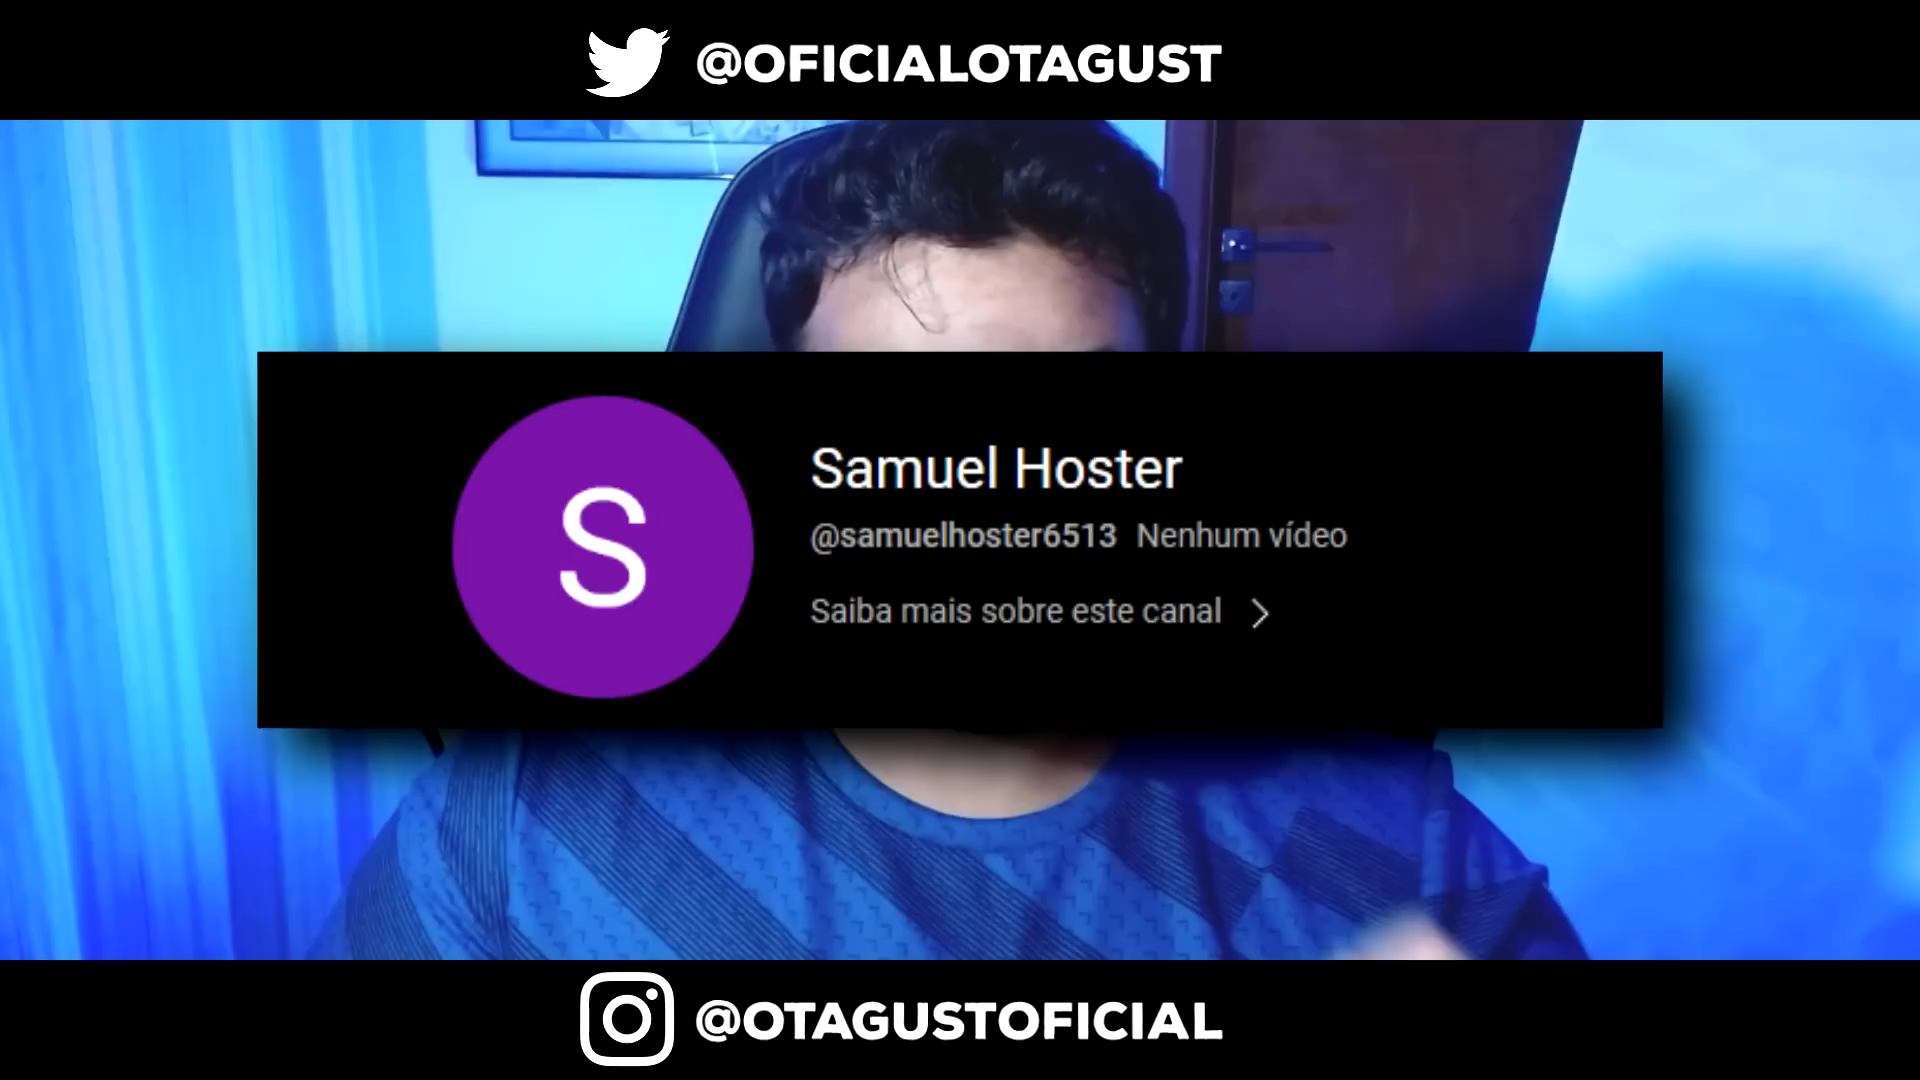 @OFICIALOTAGUST
S
Samuel Hoster
@samuelhoster6513 Nenhum vídeo
Saiba mais sobre este canal
@OTAGUSTOFICIAL